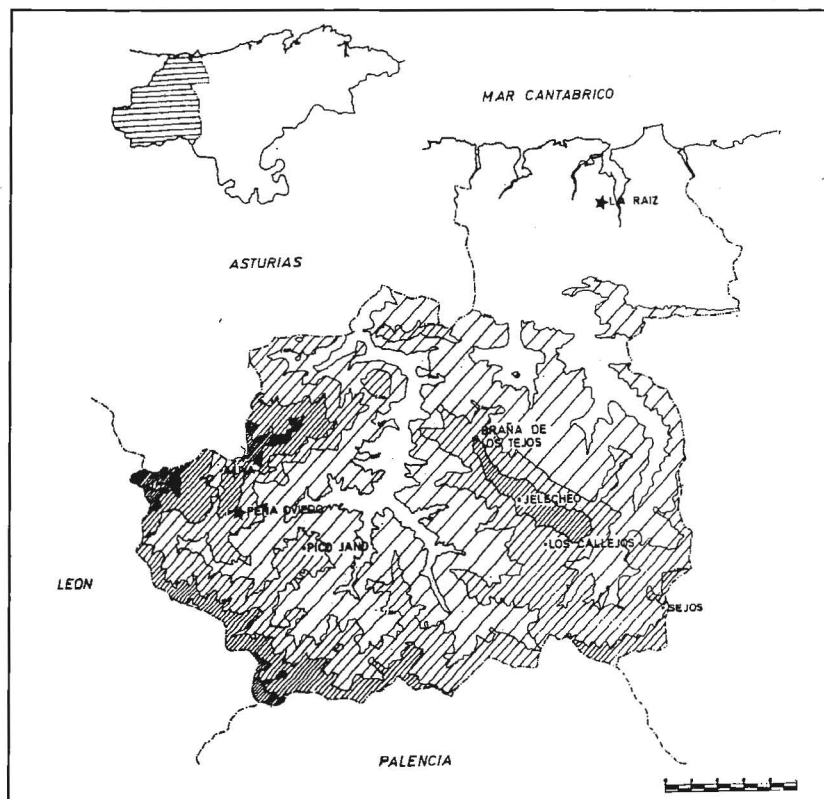 MAR CANTABRICO
LA RAIZ
ASTURIAS
BRAÑA DE
LOS TEJOS
JELECHEO
PEÑA OVIEDO
PICO JANO
LOS CALLEJOS
LEON
SEJOS
PALENCIA